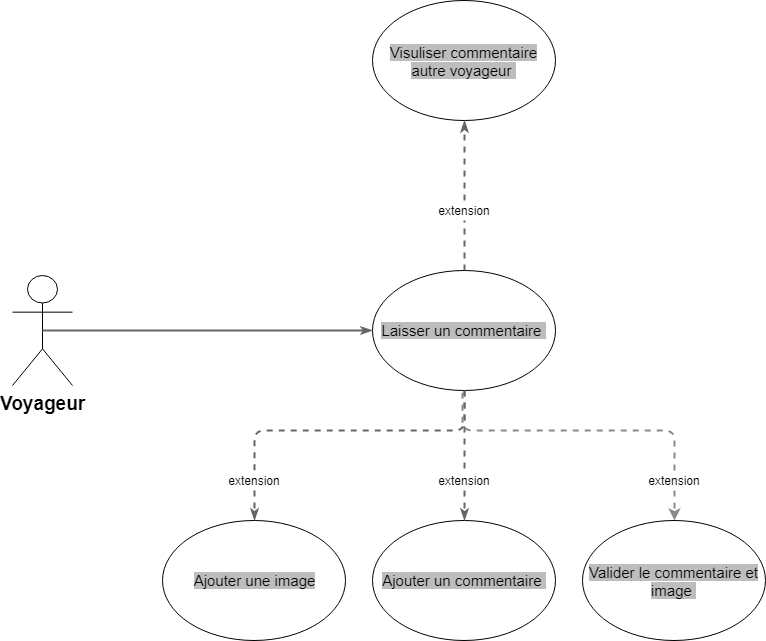 Visuliser commentaire
autre voyageur
extension
Laisser un commentaire
Voyageur
extension
extension
extension
Ajouter une image
Ajouter un commentaire
Valider le commentaire et
image